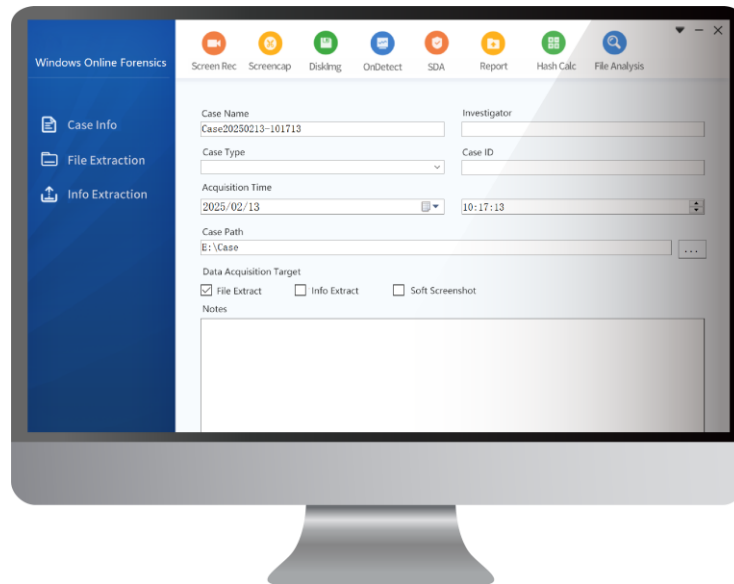 Windows Online Forensics
Screen Rec Screencap DiskImg OnDetect SDA Report Hash Calc File Analysis
Case Info
File Extraction
Info Extraction
Case Name Investigator
Case20250213-101713
Case Type Case ID
Acquisition Time
2025/02/13 10:17:13
Case Path
E:\Case ...
Data Acquisition Target
File Extract Info Extract Soft Screenshot
Notes